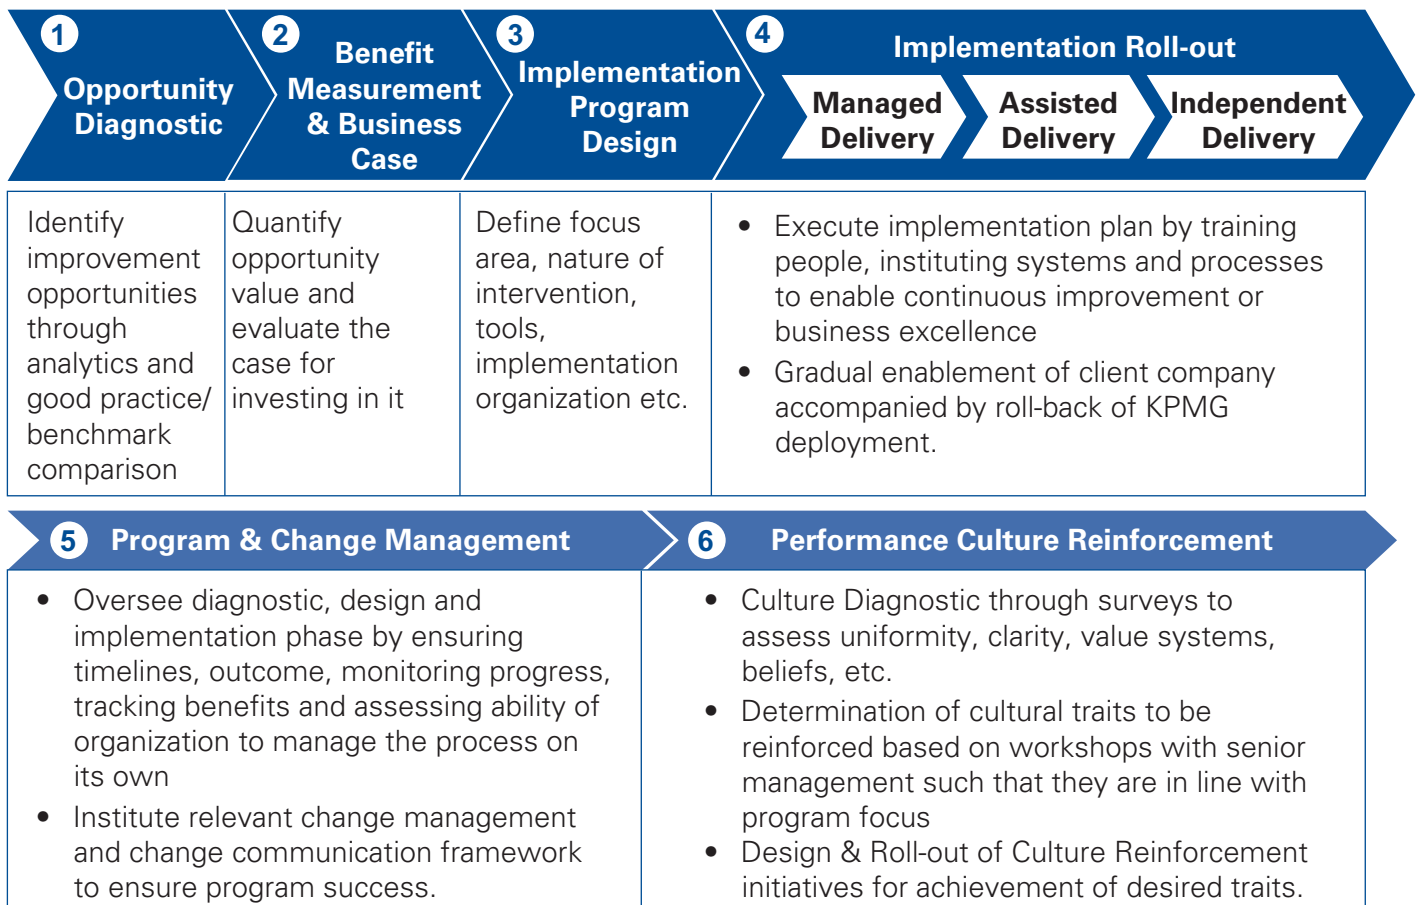 1
Opportunity
Diagnostic
2
Benefit
Measurement
& Business
Case
3
Implementation
Program
Design
4
Implementation Roll-out
Managed
Delivery
Assisted
Delivery
Independent
Delivery
Identify
improvement
opportunities
through
analytics and
good practice/
benchmark
comparison
Quantify
opportunity
value and
evaluate the
case for
investing in it
Define focus
area, nature of
intervention,
tools,
implementation
organization etc.
• Execute implementation plan by training
people, instituting systems and processes
to enable continuous improvement or
business excellence
• Gradual enablement of client company
accompanied by roll-back of KPMG
deployment.
5 Program & Change Management
• Oversee diagnostic, design and
implementation phase by ensuring
timelines, outcome, monitoring progress,
tracking benefits and assessing ability of
organization to manage the process on
its own
• Institute relevant change management
and change communication framework
to ensure program success.
6 Performance Culture Reinforcement
• Culture Diagnostic through surveys to
assess uniformity, clarity, value systems,
beliefs, etc.
• Determination of cultural traits to be
reinforced based on workshops with senior
management such that they are in line with
program focus
• Design & Roll-out of Culture Reinforcement
initiatives for achievement of desired traits.